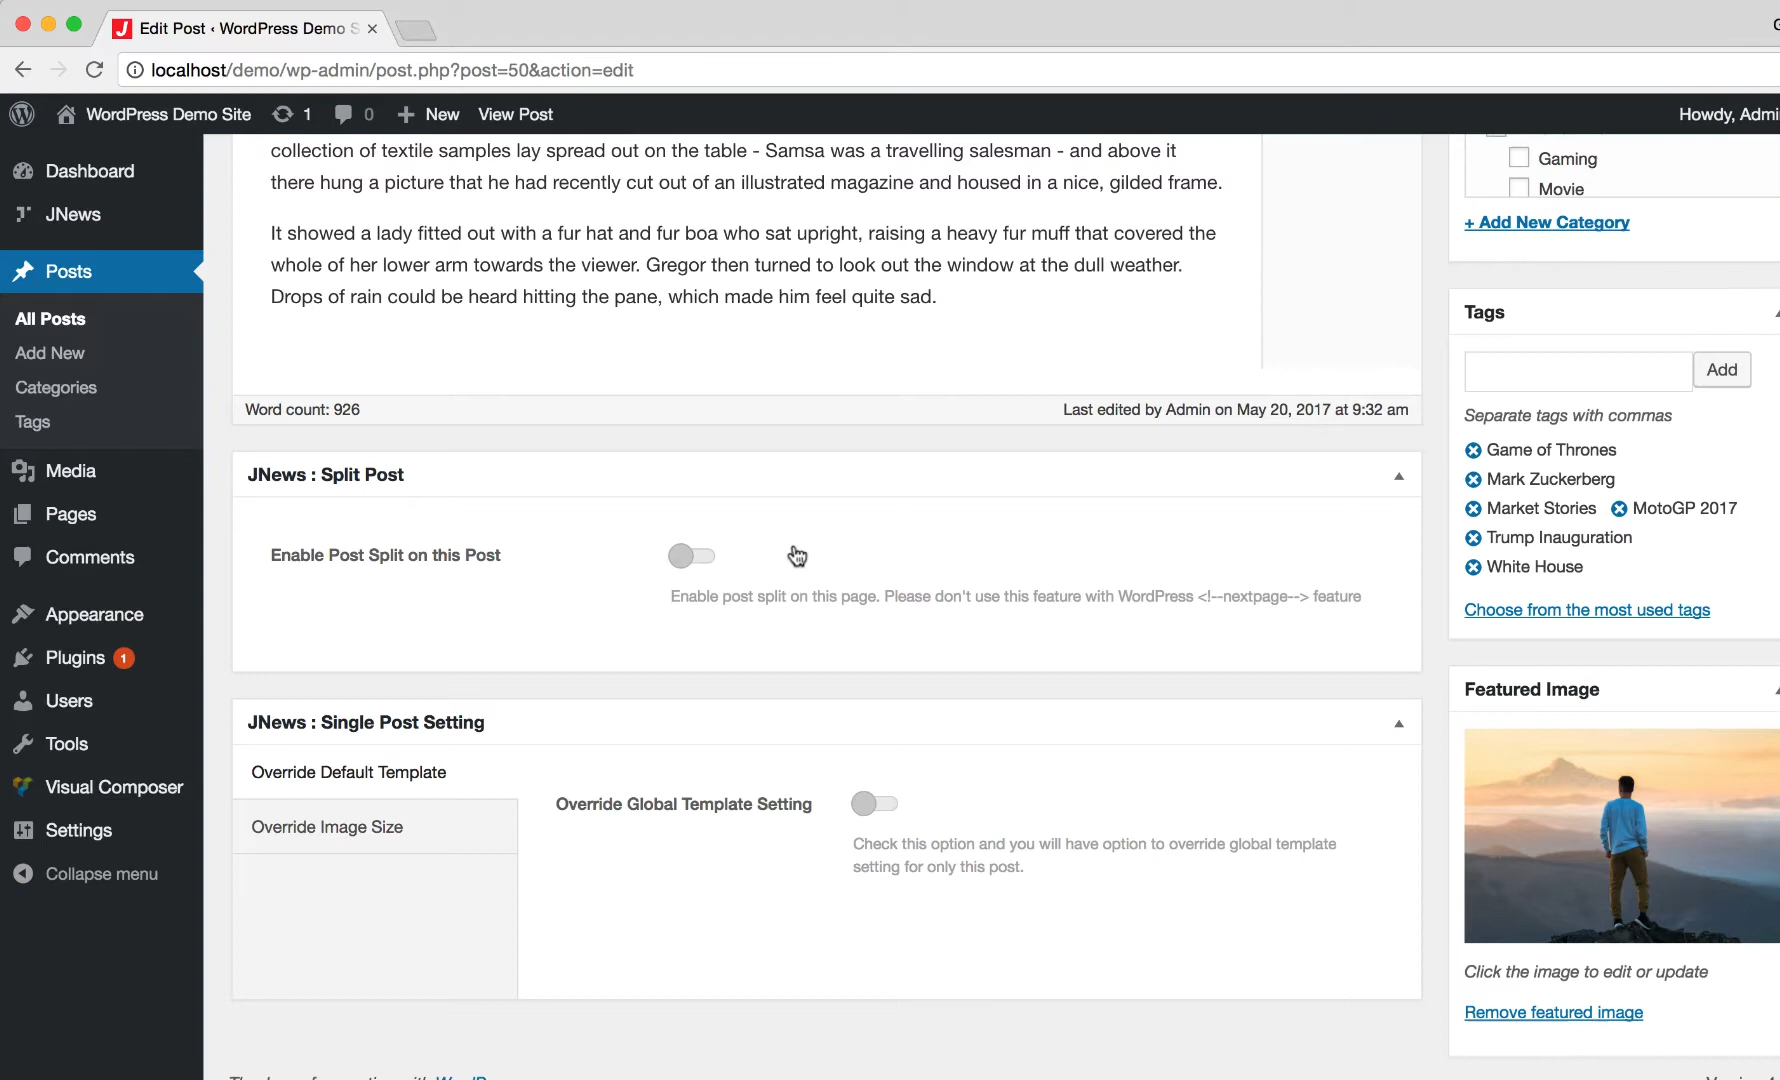 Edit Post ‹ WordPress Demo S
localhost/demo/wp-admin/post.php?post=50&action=edit
WordPress Demo Site 1 0 New View Post
Howdy, Admi
Dashboard
JNews
Posts
All Posts
Add New
Categories
Tags
Media
Pages
Comments
Appearance
Plugins 1
Users
Tools
Visual Composer
Settings
Collapse menu
collection of textile samples lay spread out on the table - Samsa was a travelling salesman - and above it
there hung a picture that he had recently cut out of an illustrated magazine and housed in a nice, gilded frame.
It showed a lady fitted out with a fur hat and fur boa who sat upright, raising a heavy fur muff that covered the
whole of her lower arm towards the viewer. Gregor then turned to look out the window at the dull weather.
Drops of rain could be heard hitting the pane, which made him feel quite sad.
Word count: 926
Last edited by Admin on May 20, 2017 at 9:32 am
JNews : Split Post
Enable Post Split on this Post
Enable post split on this page. Please don't use this feature with WordPress <!--nextpage--> feature
JNews : Single Post Setting
Override Default Template
Override Image Size
Override Global Template Setting
Check this option and you will have option to override global template
setting for only this post.
Gaming
Movie
+ Add New Category
Tags
Add
Separate tags with commas
Game of Thrones
Mark Zuckerberg
Market Stories MotoGP 2017
Trump Inauguration
White House
Choose from the most used tags
Featured Image
Click the image to edit or update
Remove featured image